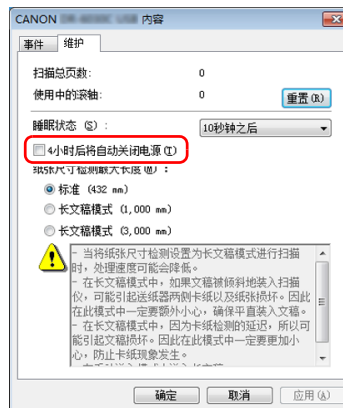 CANON DR-6030C USB 内容
事件 维护
扫描总页数: 0
使用中的滚轴: 0 重置(R)
睡眠状态 (S): 10秒钟之后
4小时后将自动关闭电源(T)
纸张尺寸检测最大长度(M):
标准 (432 mm)
长文稿模式 (1,000 mm)
长文稿模式 (3,000 mm)
- 当将纸张尺寸检测设置为长文稿模式进行扫描
时，处理速度可能会降低。
- 在长文稿模式中，如果文稿被倾斜地装入扫描
仪，可能引起送纸器两侧卡纸以及纸张损坏。因此
在此模式中一定要额外小心，确保平直装入文稿。
- 在长文稿模式中，因为卡纸检测的延迟，所以可
能引起文稿损坏。因此在此模式中一定要更加小
心，防止卡纸现象发生。
确定 取消 应用(A)